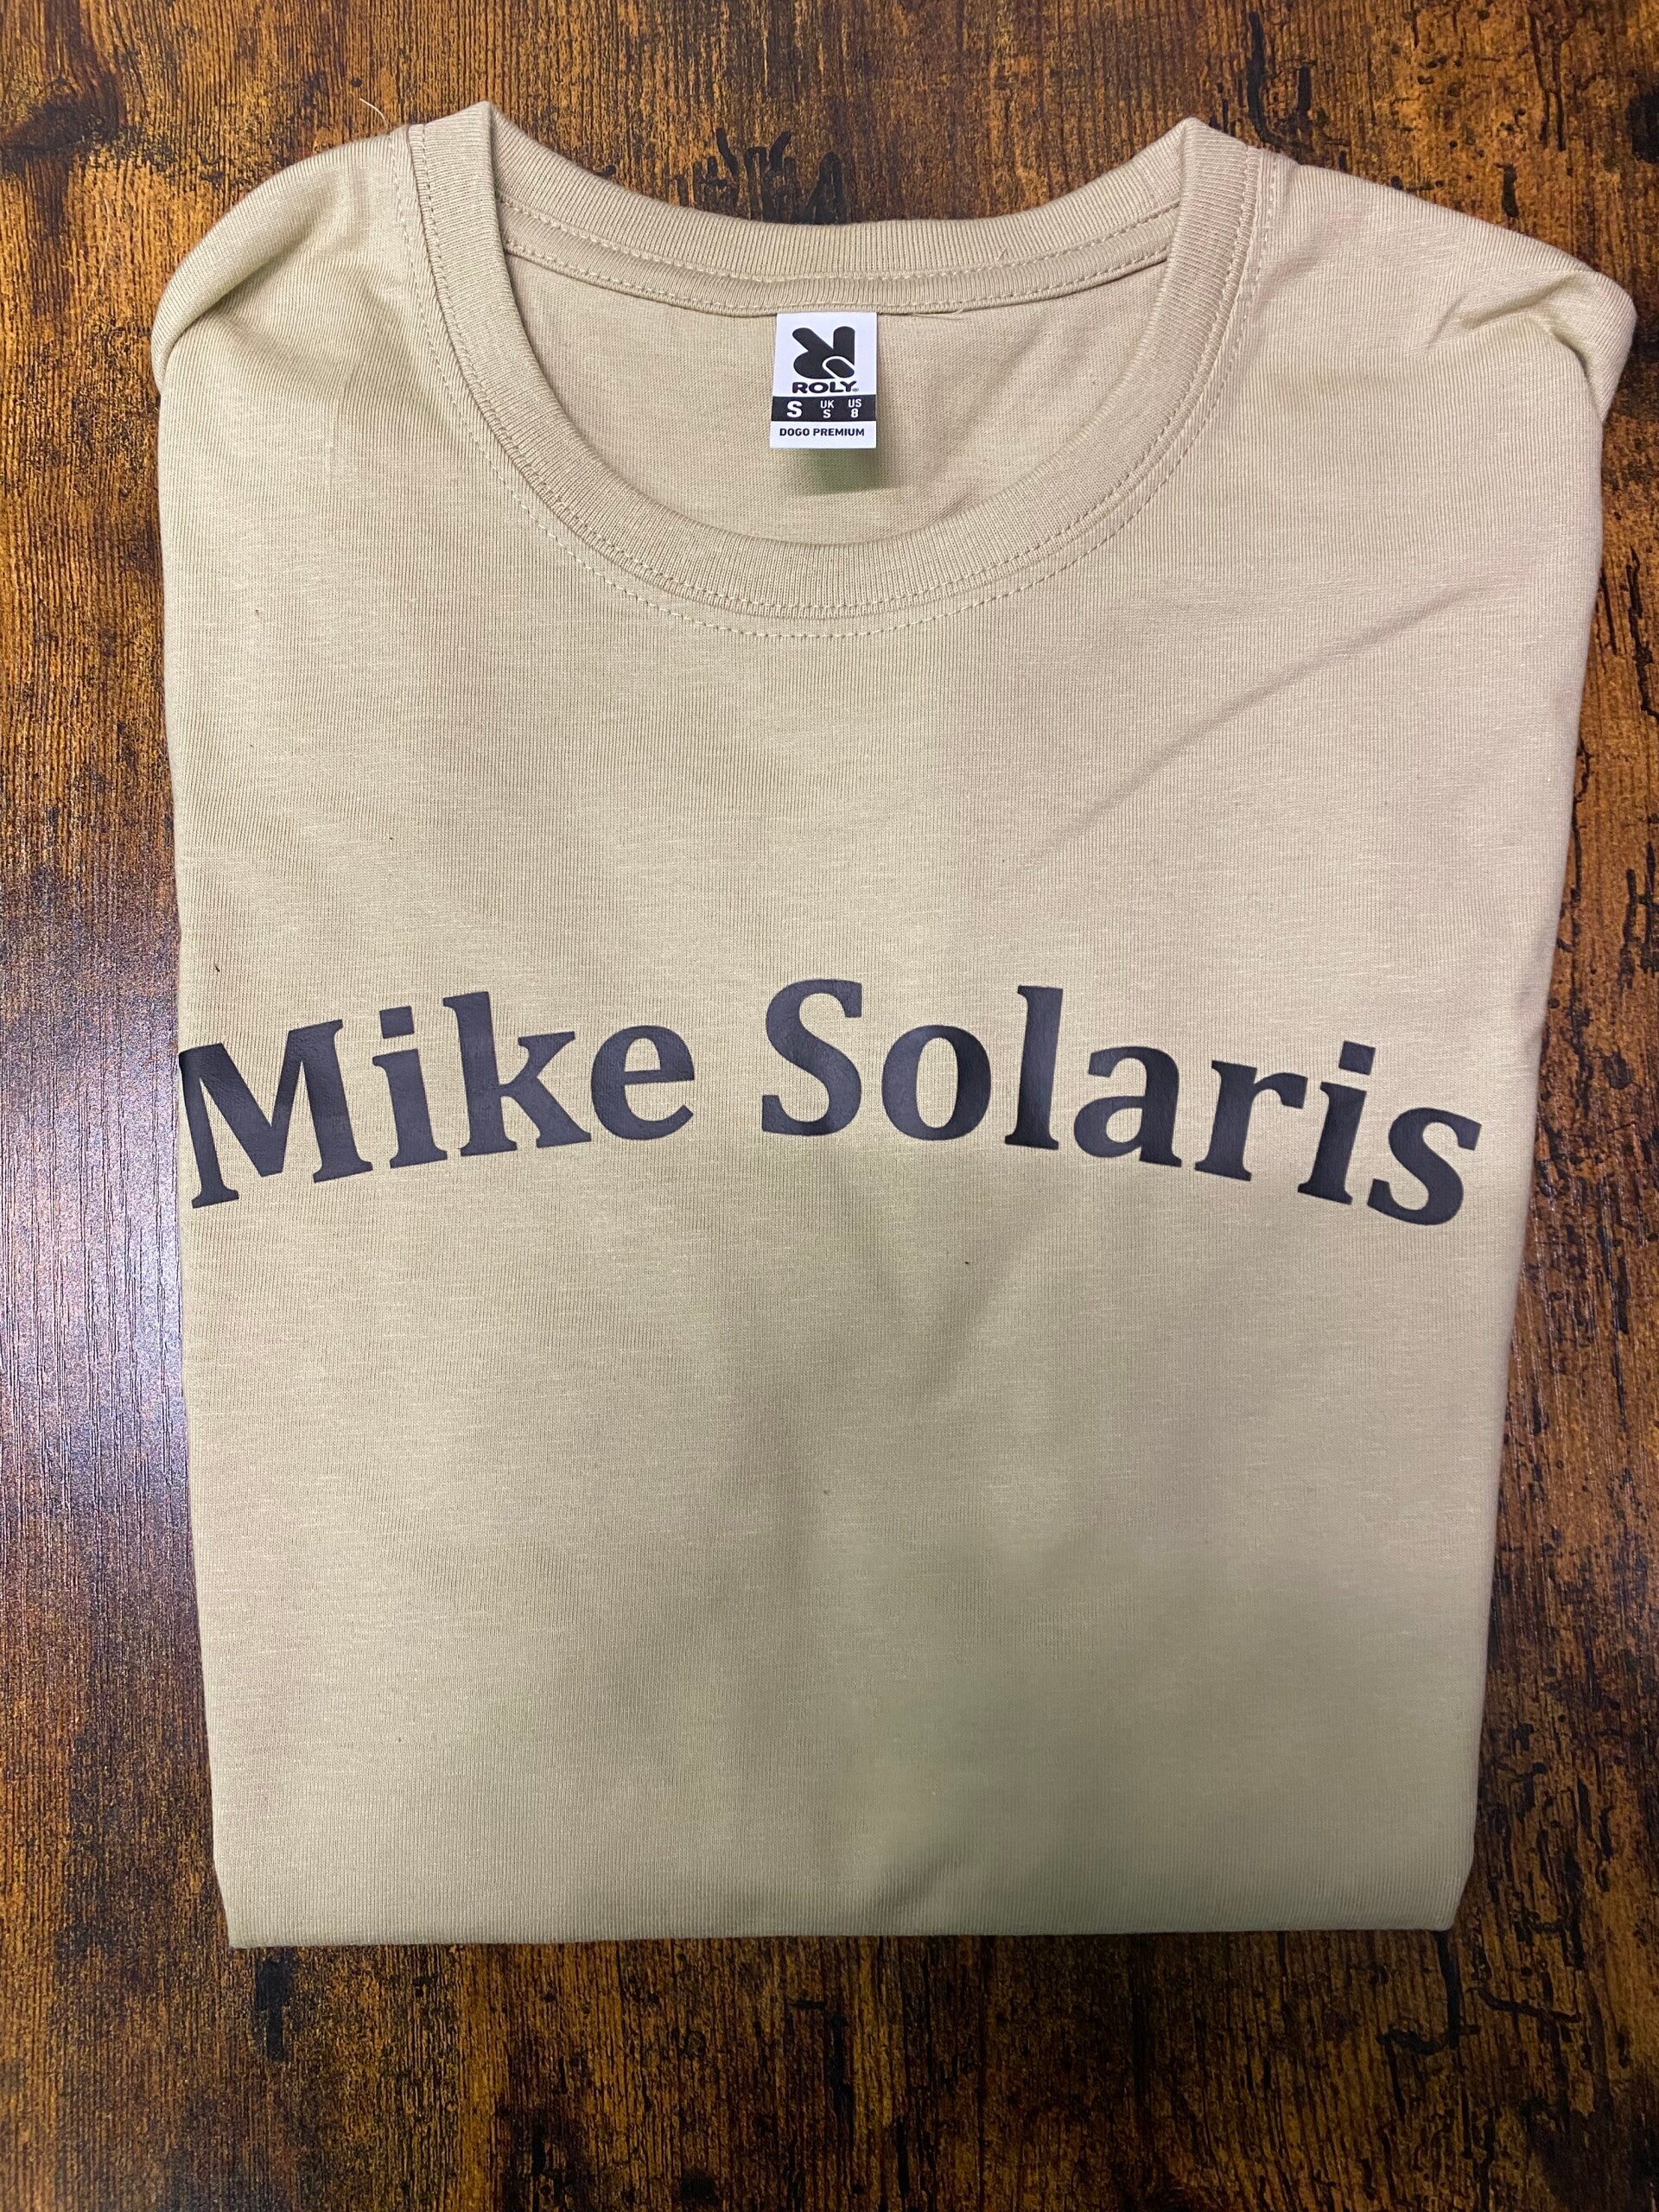 ROLY
S UK S US 8
DOGO PREMIUM
Mike Solaris